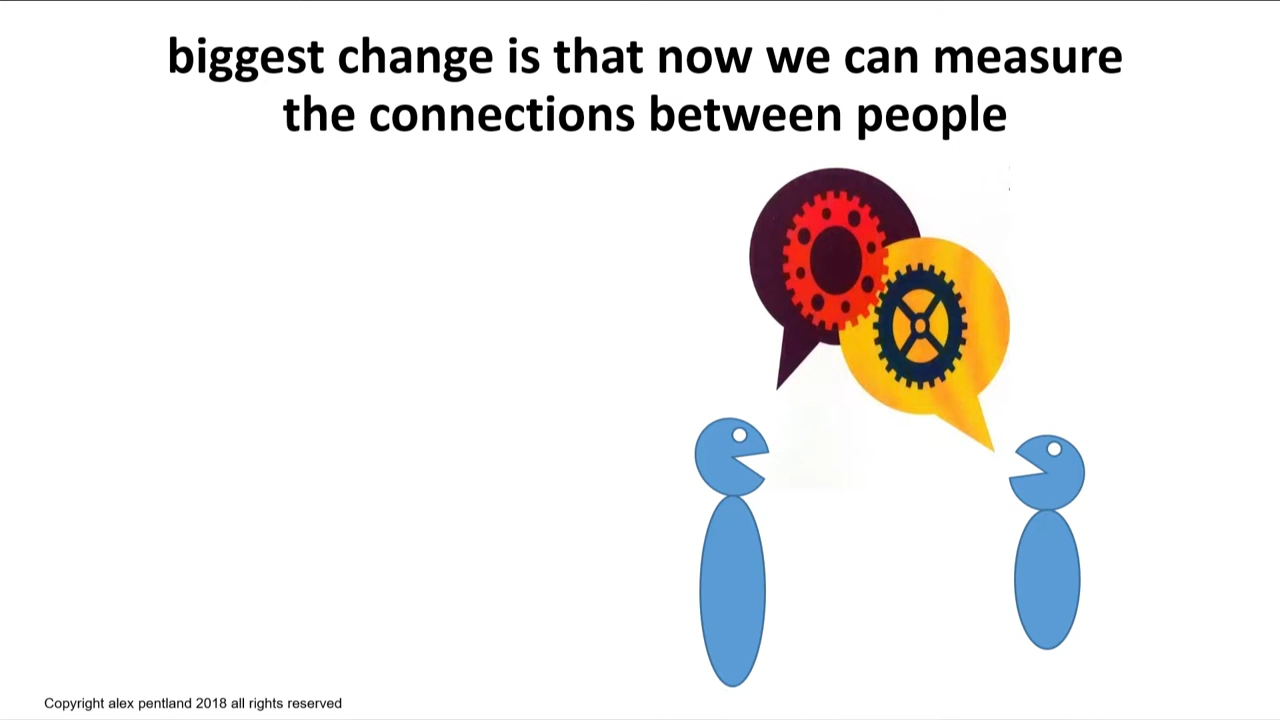 biggest change is that now we can measure
the connections between people
Copyright alex pentland 2018 all rights reserved